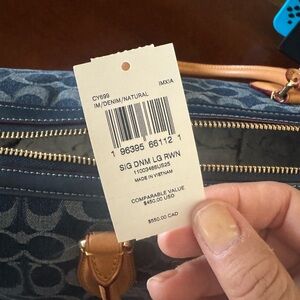 CY699 IMXIA
IM/DENIM/NATURAL
1 96395 66112 1
SIG DNM LG RWN
11003466US25
MADE IN VIETNAM
COMPARABLE VALUE
$450.00 USD
$550.00 CAD